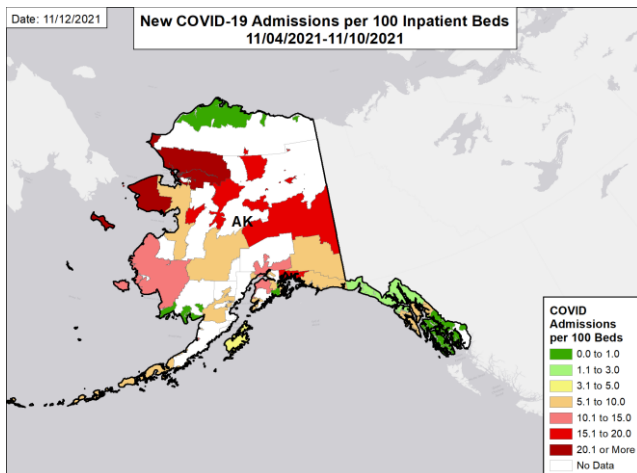 Date: 11/12/2021
New COVID-19 Admissions per 100 Inpatient Beds
11/04/2021-11/10/2021
AK
COVID
Admissions
per 100 Beds
0.0 to 1.0
1.1 to 3.0
3.1 to 5.0
5.1 to 10.0
10.1 to 15.0
15.1 to 20.0
20.1 or More
No Data